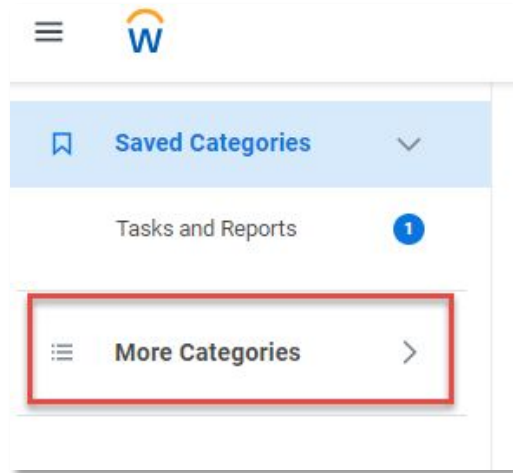 W
Saved Categories
Tasks and Reports 1
More Categories